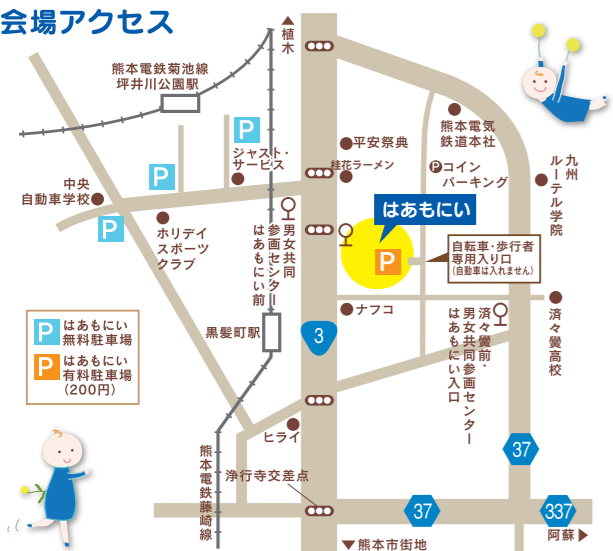 会場アクセス
植木
熊本電鉄菊池線
坪井川公園駅
P
ジャスト・
サービス
平安祭典
桂花ラーメン
熊本電気
鉄道本社
P コイン
パーキング
九州
ルーテル学院
中央
自動車学校
P
P
ホリデイ
スポーツ
クラブ
男女共同
参画センター
はあもにい前
はあもにい
P
自転車・歩行者
専用入り口
(自動車は入れません)
ナフコ
済々黌前・
男女共同参画センター
はあもにい入口
済々黌高校
P はあもにい
無料駐車場
P はあもにい
有料駐車場
(200円)
黒髪町駅
3
ヒライ
熊本電鉄藤崎線
浄行寺交差点
37
37
337
阿蘇
熊本市街地